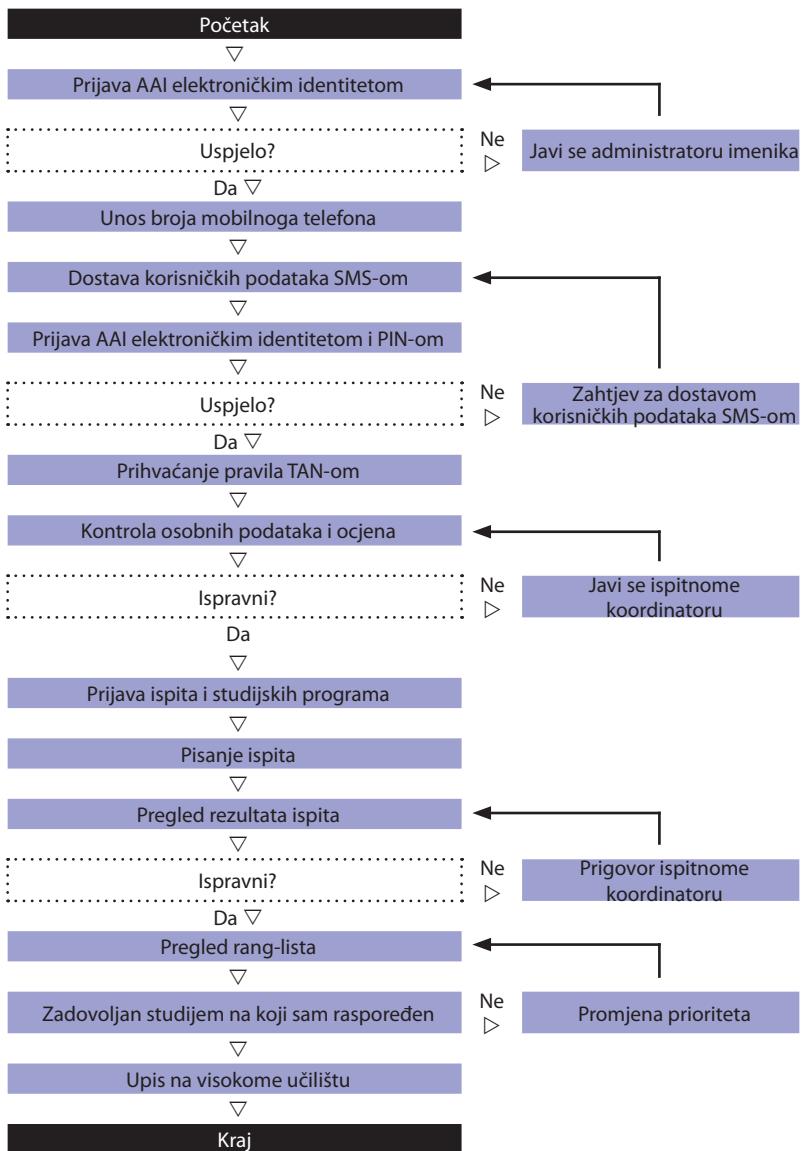 Početak
Prijava AAI elektroničkim identitetom
Uspjelo?
Ne
Javi se administratoru imenika
Da
Unos broja mobilnoga telefona
Dostava korisničkih podataka SMS-om
Prijava AAI elektroničkim identitetom i PIN-om
Uspjelo?
Ne
Zahtjev za dostavom
korisničkih podataka SMS-om
Da
Prihvaćanje pravila TAN-om
Kontrola osobnih podataka i ocjena
Ispravni?
Ne
Javi se ispitnome
koordinatoru
Da
Prijava ispita i studijskih programa
Pisanje ispita
Pregled rezultata ispita
Ispravni?
Ne
Prigovor ispitnome
koordinatoru
Da
Pregled rang-lista
Zadovoljan studijem na koji sam raspoređen
Ne
Promjena prioriteta
Upis na visokome učilištu
Kraj